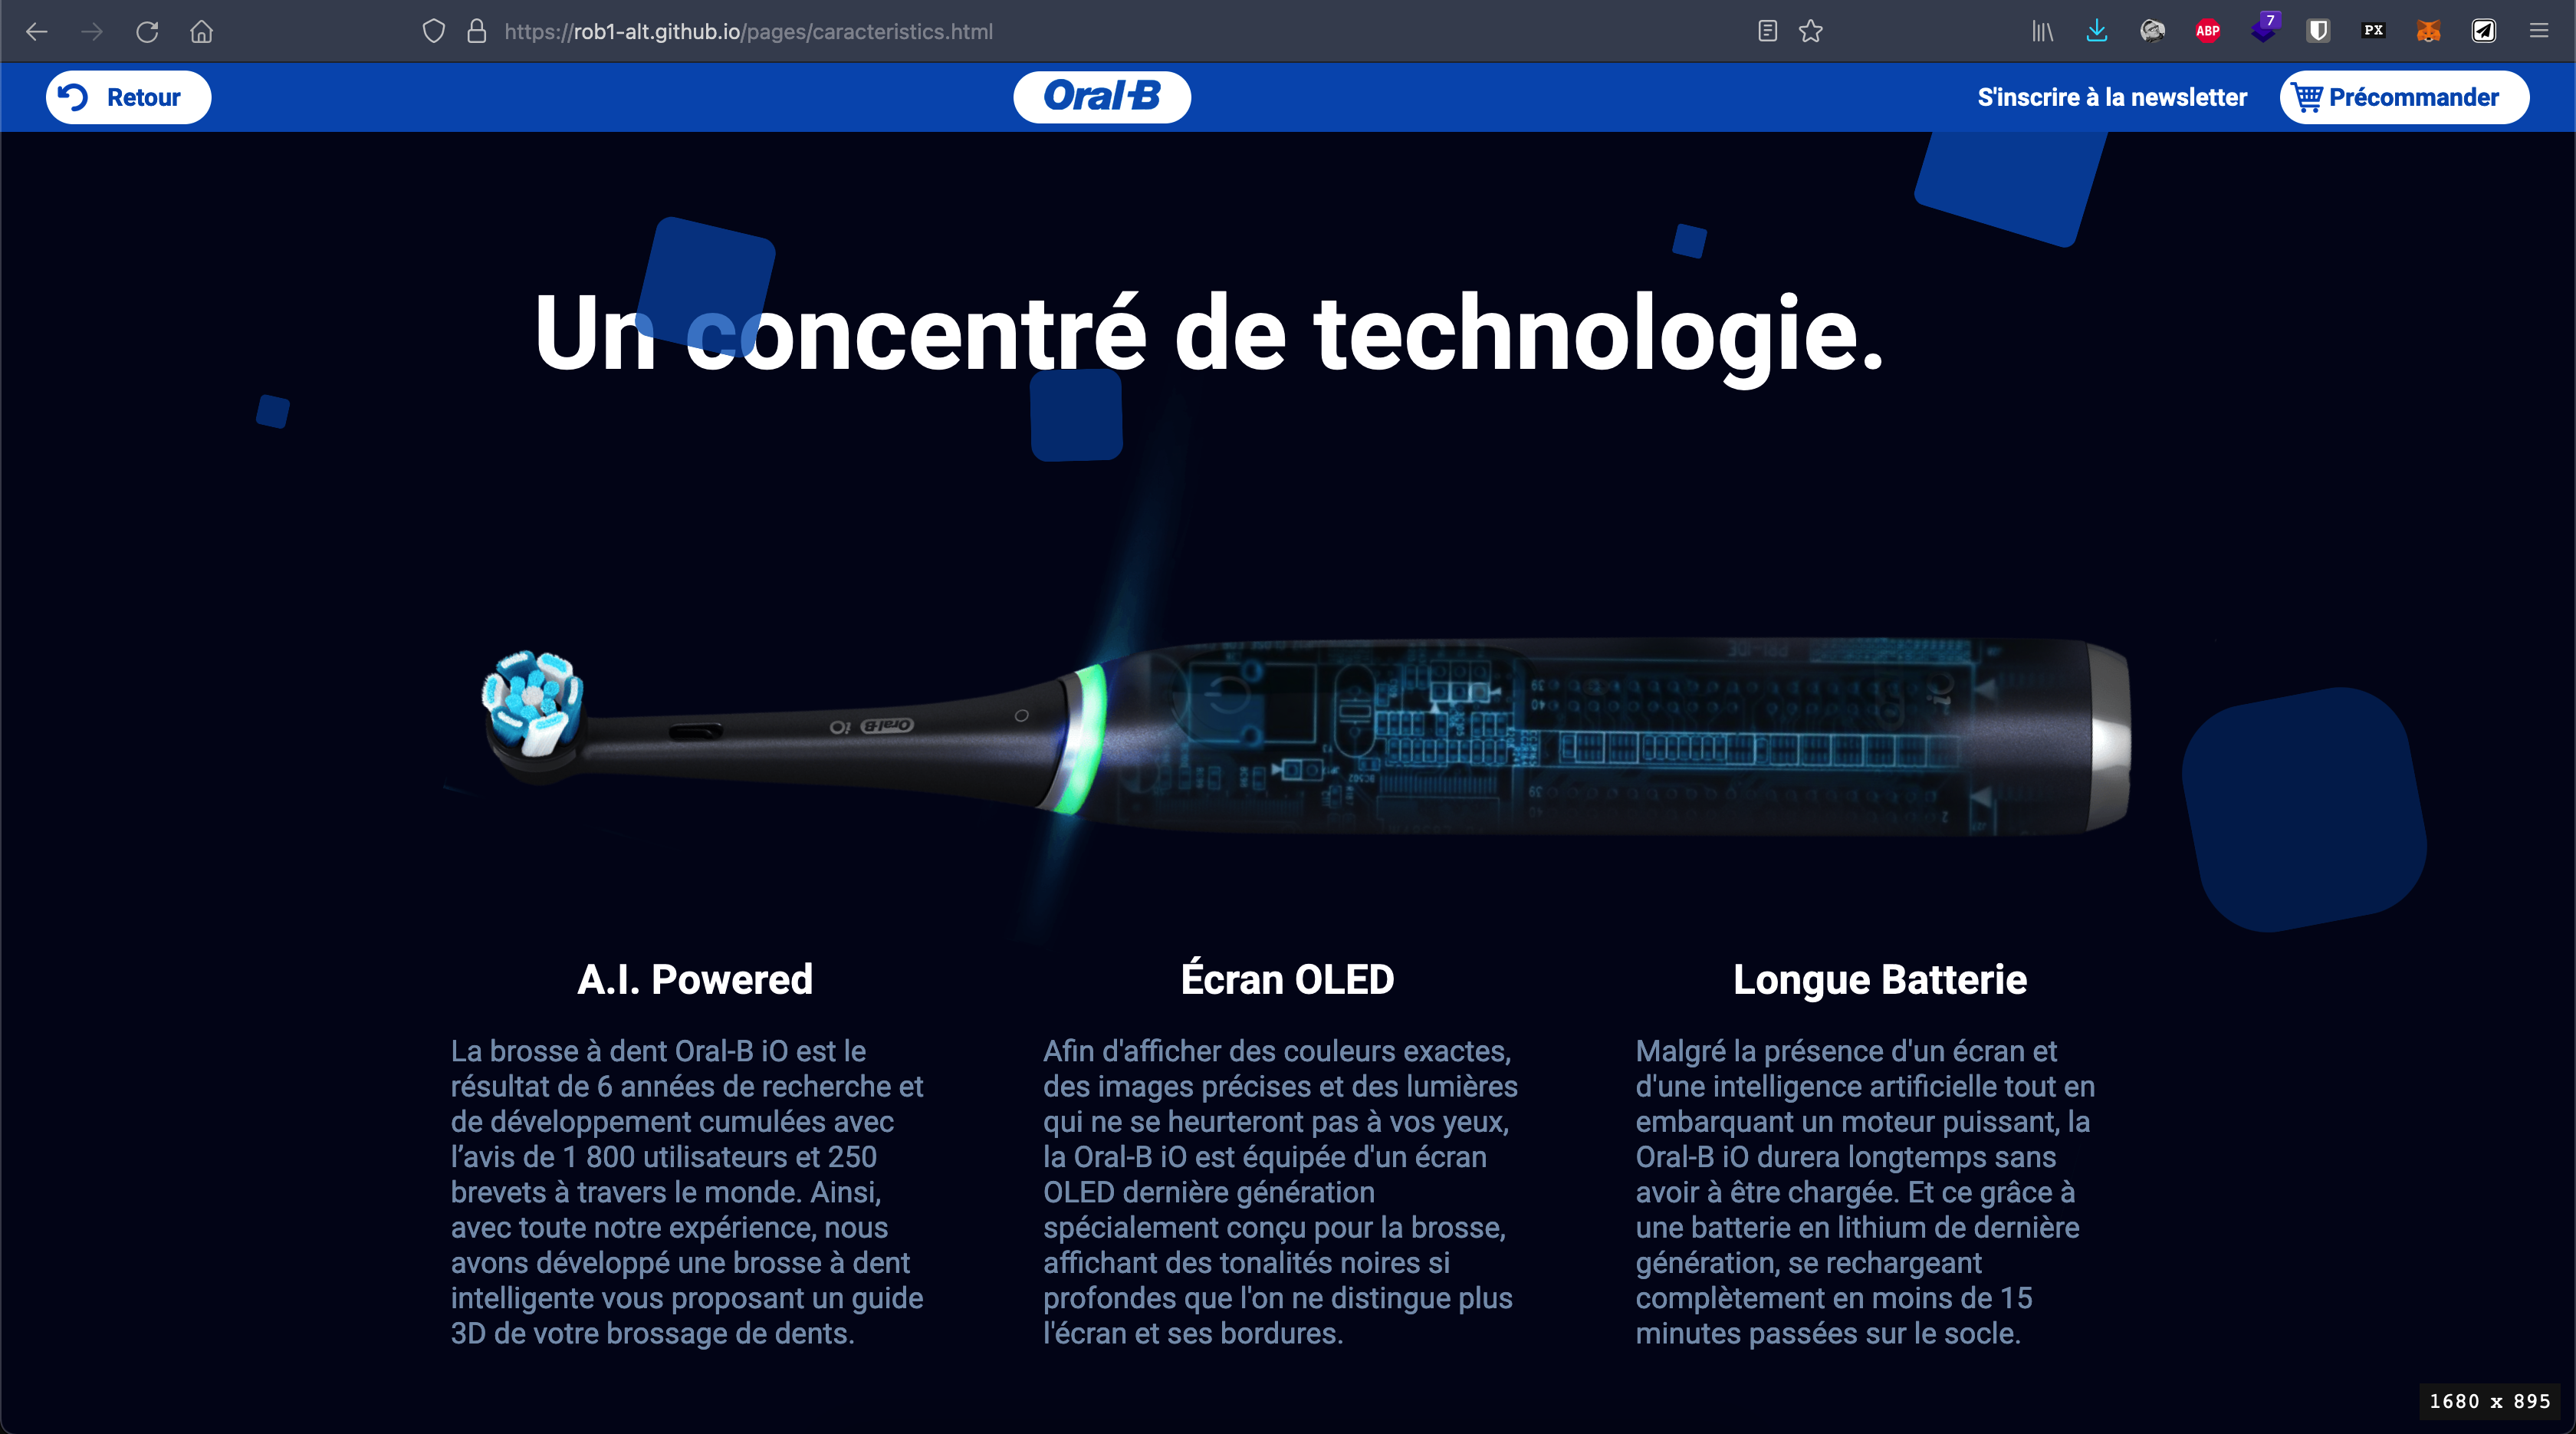 https://rob1-alt.github.io/pages/caracteristics.html
ABP
7
PX
Retour
Oral-B
S'inscrire à la newsletter
Précommander
Un concentré de technologie.
iO Oral-B
A.I. Powered
La brosse à dent Oral-B iO est le
résultat de 6 années de recherche et
de développement cumulées avec
l’avis de 1 800 utilisateurs et 250
brevets à travers le monde. Ainsi,
avec toute notre expérience, nous
avons développé une brosse à dent
intelligente vous proposant un guide
3D de votre brossage de dents.
Écran OLED
Afin d'afficher des couleurs exactes,
des images précises et des lumières
qui ne se heurteront pas à vos yeux,
la Oral-B iO est équipée d'un écran
OLED dernière génération
spécialement conçu pour la brosse,
affichant des tonalités noires si
profondes que l'on ne distingue plus
l'écran et ses bordures.
Longue Batterie
Malgré la présence d'un écran et
d'une intelligence artificielle tout en
embarquant un moteur puissant, la
Oral-B iO durera longtemps sans
avoir à être chargée. Et ce grâce à
une batterie en lithium de dernière
génération, se rechargeant
complètement en moins de 15
minutes passées sur le socle.
1680 x 895